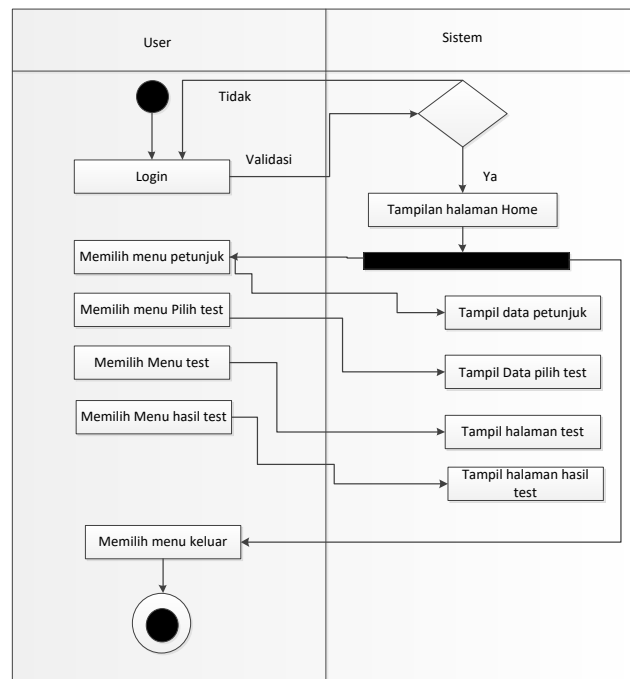 User
Sistem
Tidak
Validasi
Login
Ya
Tampilan halaman Home
Memilih menu petunjuk
Tampil data petunjuk
Memilih menu Pilih test
Tampil Data pilih test
Memilih Menu test
Memilih Menu hasil test
Tampil halaman test
Tampil halaman hasil
test
Memilih menu keluar